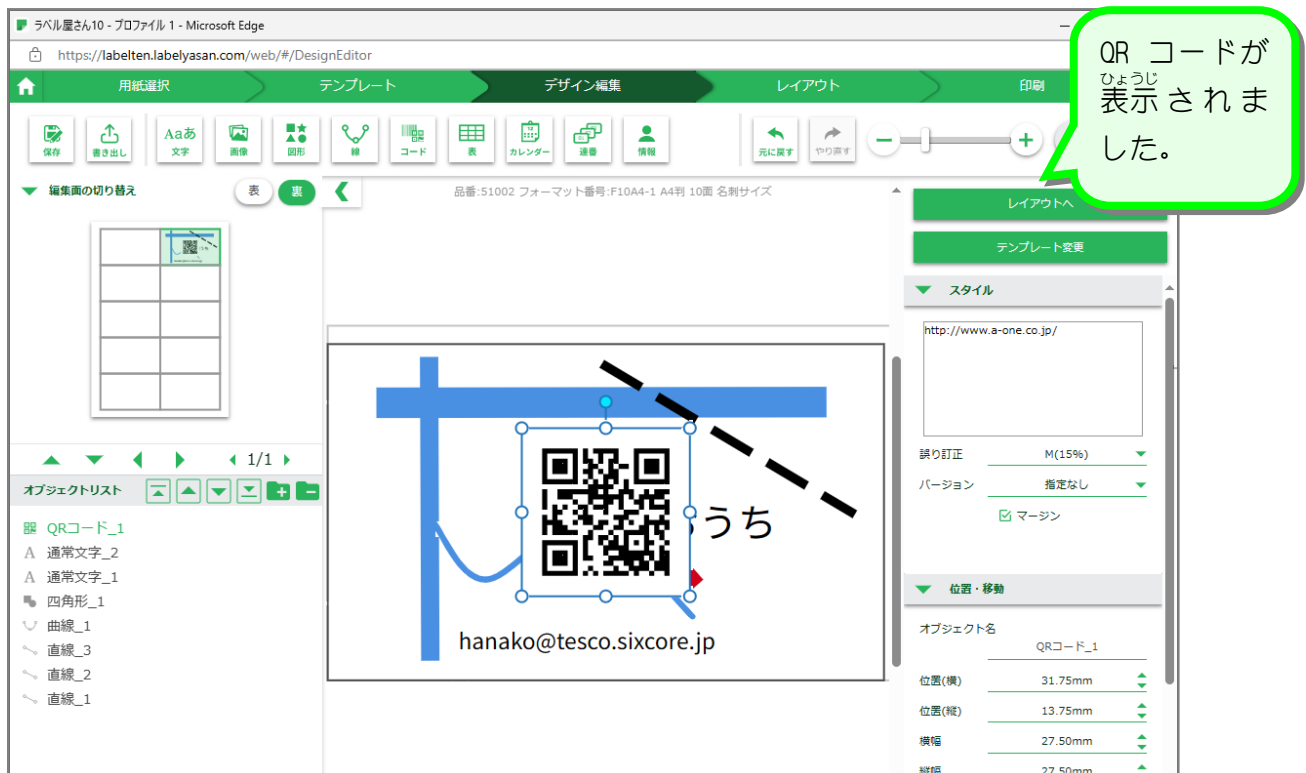 ラベル屋さん10 - プロファイル 1 - Microsoft Edge
https://labelten.labelyasan.com/web/#/DesignEditor
用紙選択
テンプレート
デザイン編集
レイアウト
印刷
QR コードが
ひょうじ
表示されま
した。
保存
書き出し
Aaあ
文字
画像
図形
線
コード
表
カレンダー
連番
情報
元に戻す
やり直す
編集面の切り替え
表
裏
品番:51002 フォーマット番号:F10A4-1 A4判 10面 名刺サイズ
1/1
オブジェクトリスト
QRコード_1
A 通常文字_2
A 通常文字_1
四角形_1
曲線_1
直線_3
直線_2
直線_1
うち
hanako@tesco.sixcore.jp
レイアウトへ
テンプレート変更
スタイル
http://www.a-one.co.jp/
誤り訂正 M(15%)
バージョン 指定なし
マージン
位置・移動
オブジェクト名
QRコード_1
位置(横) 31.75mm
位置(縦) 13.75mm
横幅 27.50mm
縦幅 27.50mm